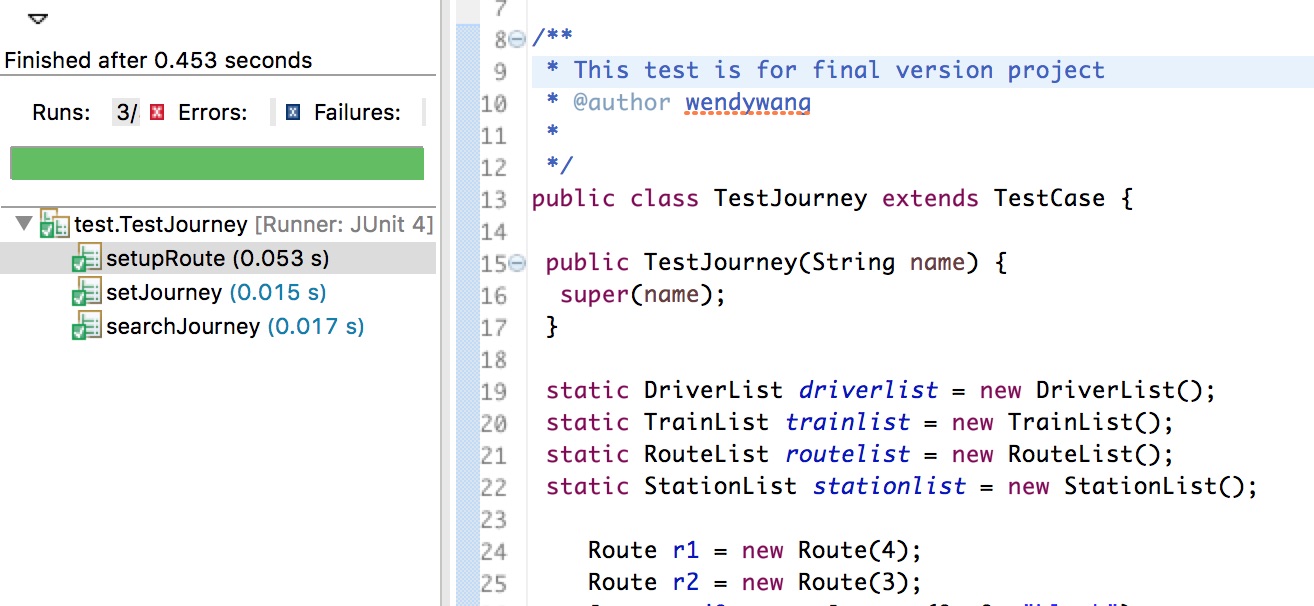 Finished after 0.453 seconds
Runs: 3/ Errors: Failures:
test.TestJourney [Runner: JUnit 4]
setupRoute (0.053 s)
setJourney (0.015 s)
searchJourney (0.017 s)
7
8 /**
9 * This test is for final version project
10 * @author wendywang
11 *
12 */
13 public class TestJourney extends TestCase {
14
15 public TestJourney(String name) {
16 super(name);
17 }
18
19 static DriverList driverlist = new DriverList();
20 static TrainList trainlist = new TrainList();
21 static RouteList routelist = new RouteList();
22 static StationList stationlist = new StationList();
23
24 Route r1 = new Route(4);
25 Route r2 = new Route(3);